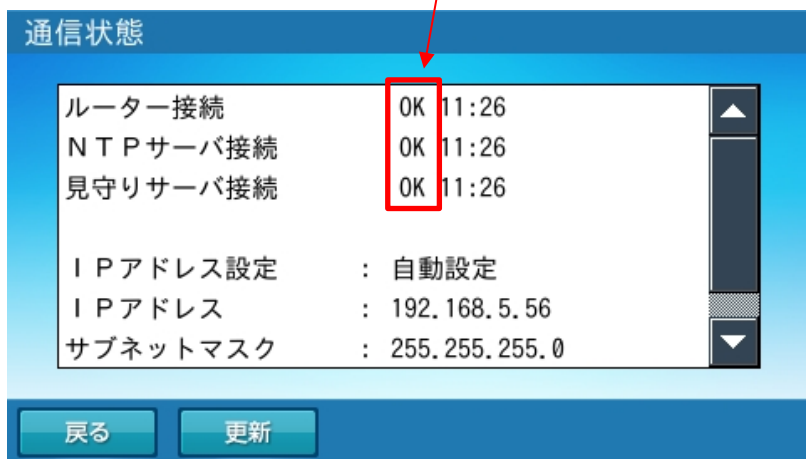 通信状態
ルーター接続 OK 11:26
ＮＴＰサーバ接続 OK 11:26
見守りサーバ接続 OK 11:26
ＩＰアドレス設定 : 自動設定
ＩＰアドレス : 192.168.5.56
サブネットマスク : 255.255.255.0
戻る 更新